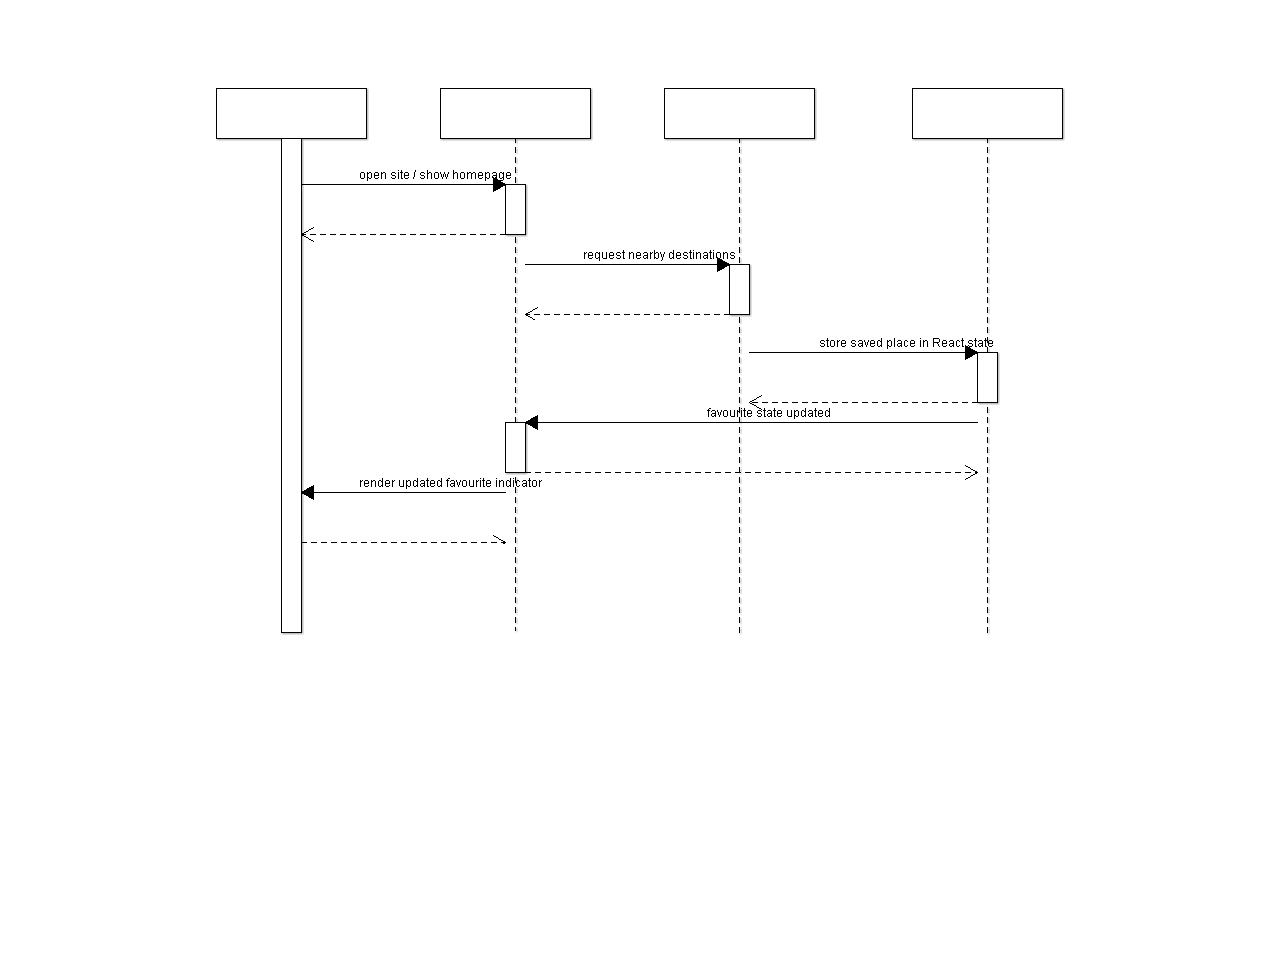 open site / show homepage
request nearby destinations
store saved place in React state
favourite state updated
render updated favourite indicator